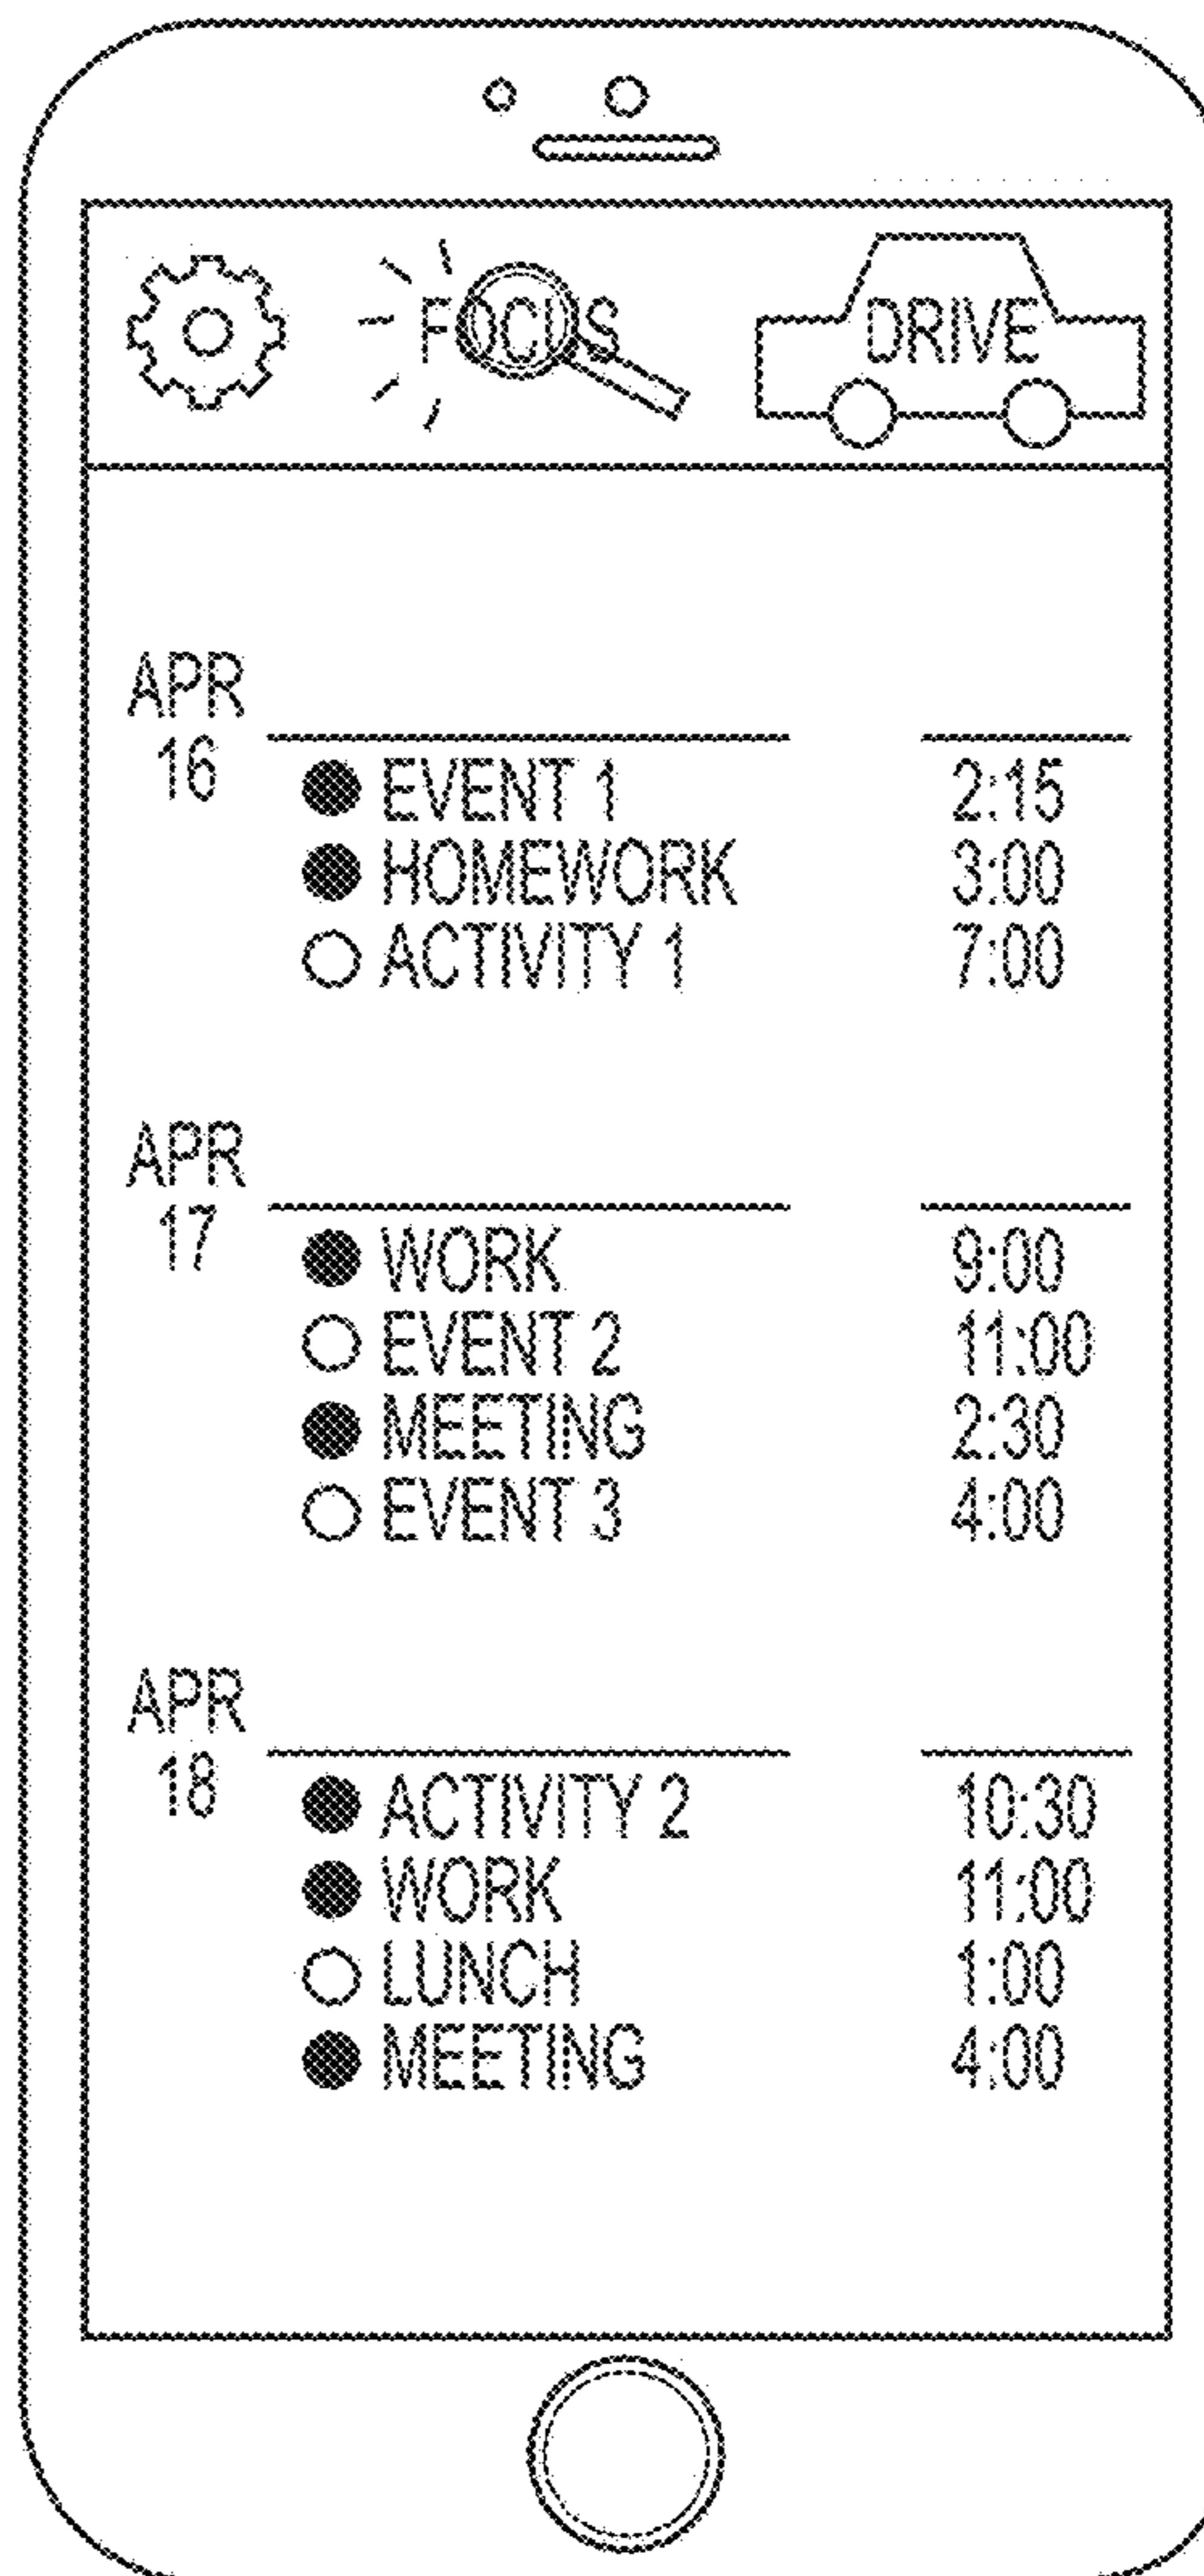 FOCUS DRIVE
APR
16
EVENT 1 2:15
HOMEWORK 3:00
ACTIVITY 1 7:00
APR
17
WORK 9:00
EVENT 2 11:00
MEETING 2:30
EVENT 3 4:00
APR
18
ACTIVITY 2 10:30
WORK 11:00
LUNCH 1:00
MEETING 4:00